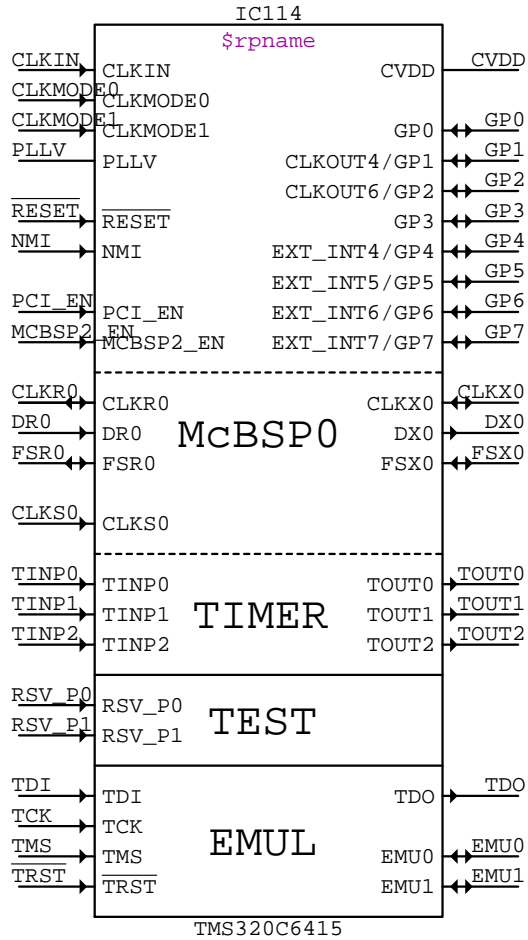 IC114
$rpname
CLKIN CLKIN CVDD CVDD
CLKMODE0 CLKMODE0
CLKMODE1 CLKMODE1 GP0 GP0
PLLV PLLV CLKOUT4/GP1 GP1
CLKOUT6/GP2 GP2
RESET RESET GP3 GP3
NMI NMI EXT_INT4/GP4 GP4
EXT_INT5/GP5 GP5
PCI_EN PCI_EN EXT_INT6/GP6 GP6
MCBSP2_EN MCBSP2_EN EXT_INT7/GP7 GP7
CLKR0 CLKR0 CLKX0 CLKX0
DR0 DR0 McBSP0 DX0 DX0
FSR0 FSR0 FSX0 FSX0
CLKS0 CLKS0
TINP0 TINP0 TOUT0 TOUT0
TINP1 TINP1 TIMER TOUT1 TOUT1
TINP2 TINP2 TOUT2 TOUT2
RSV_P0 RSV_P0 TEST
RSV_P1 RSV_P1
TDI TDI TDO TDO
TCK TCK
TMS TMS EMUL EMU0 EMU0
TRST TRST EMU1 EMU1
TMS320C6415